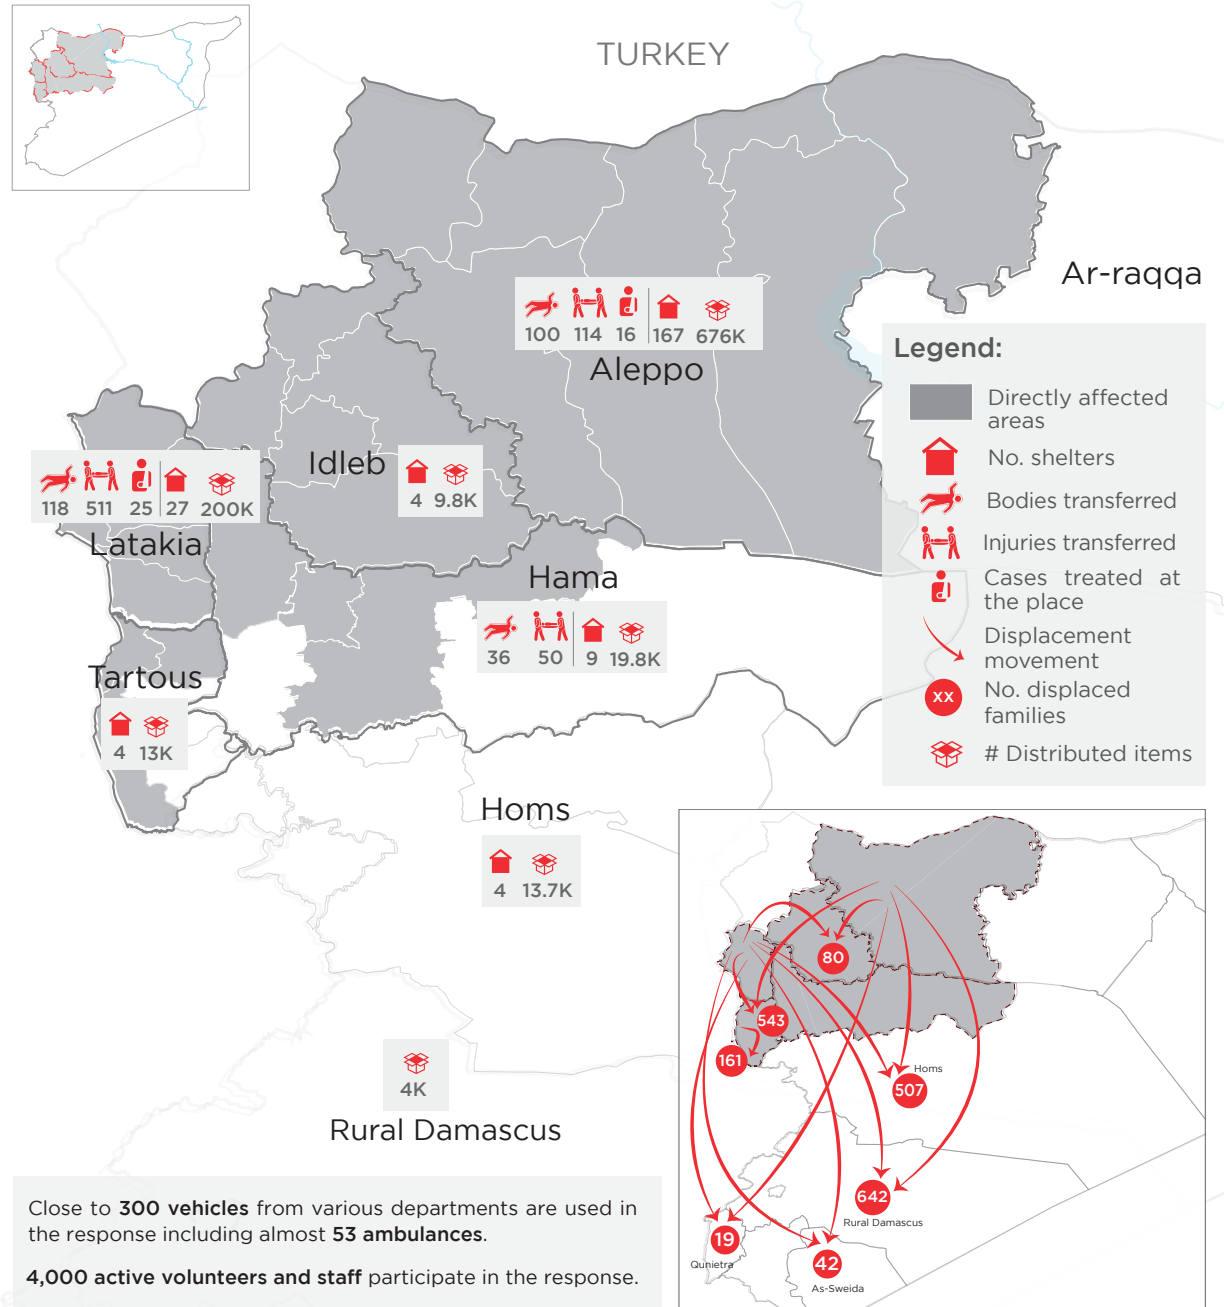 TURKEY
Ar-raqqa
100 114 16 167 676K
Aleppo
Legend:
Directly affected
areas
No. shelters
Bodies transferred
Injuries transferred
Cases treated at
the place
Displacement
movement
xx
No. displaced
families
# Distributed items
Idleb
4 9.8K
118 511 25 27 200K
Latakia
Hama
36 50 9 19.8K
Tartous
4 13K
Homs
4 13.7K
4K
Rural Damascus
80
543
161
Homs
507
642
Rural Damascus
19
Qunietra
42
As-Sweida
Close to 300 vehicles from various departments are used in
the response including almost 53 ambulances.
4,000 active volunteers and staff participate in the response.